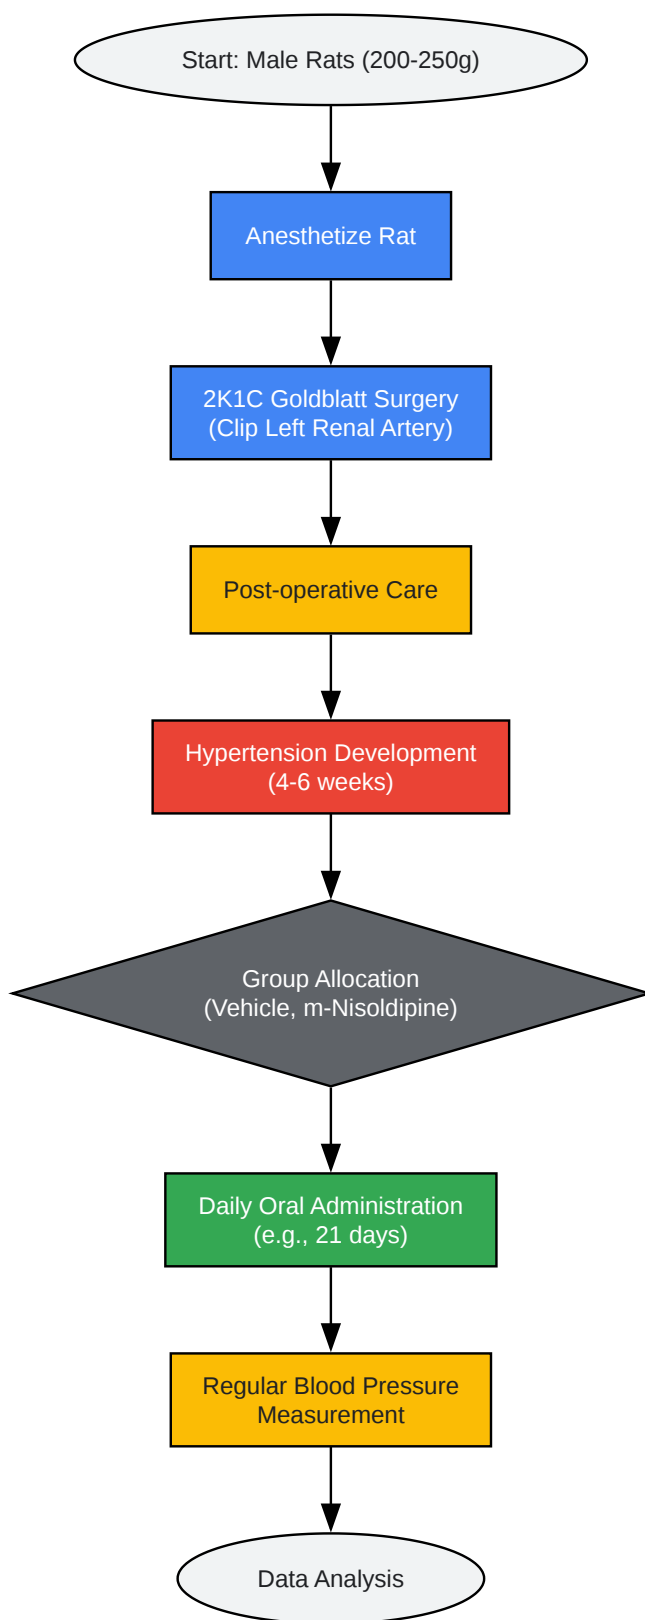 Start: Male Rats (200-250g)
Anesthetize Rat
2K1C Goldblatt Surgery
(Clip Left Renal Artery)
Post-operative Care
Hypertension Development
(4-6 weeks)
Group Allocation
(Vehicle, m-Nisoldipine)
Daily Oral Administration
(e.g., 21 days)
Regular Blood Pressure
Measurement
Data Analysis